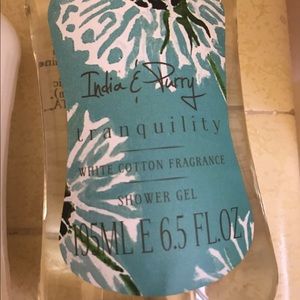 India & Purry
tranquility
WHITE COTTON FRAGRANCE
SHOWER GEL
195ML E 6.5 FL.OZ